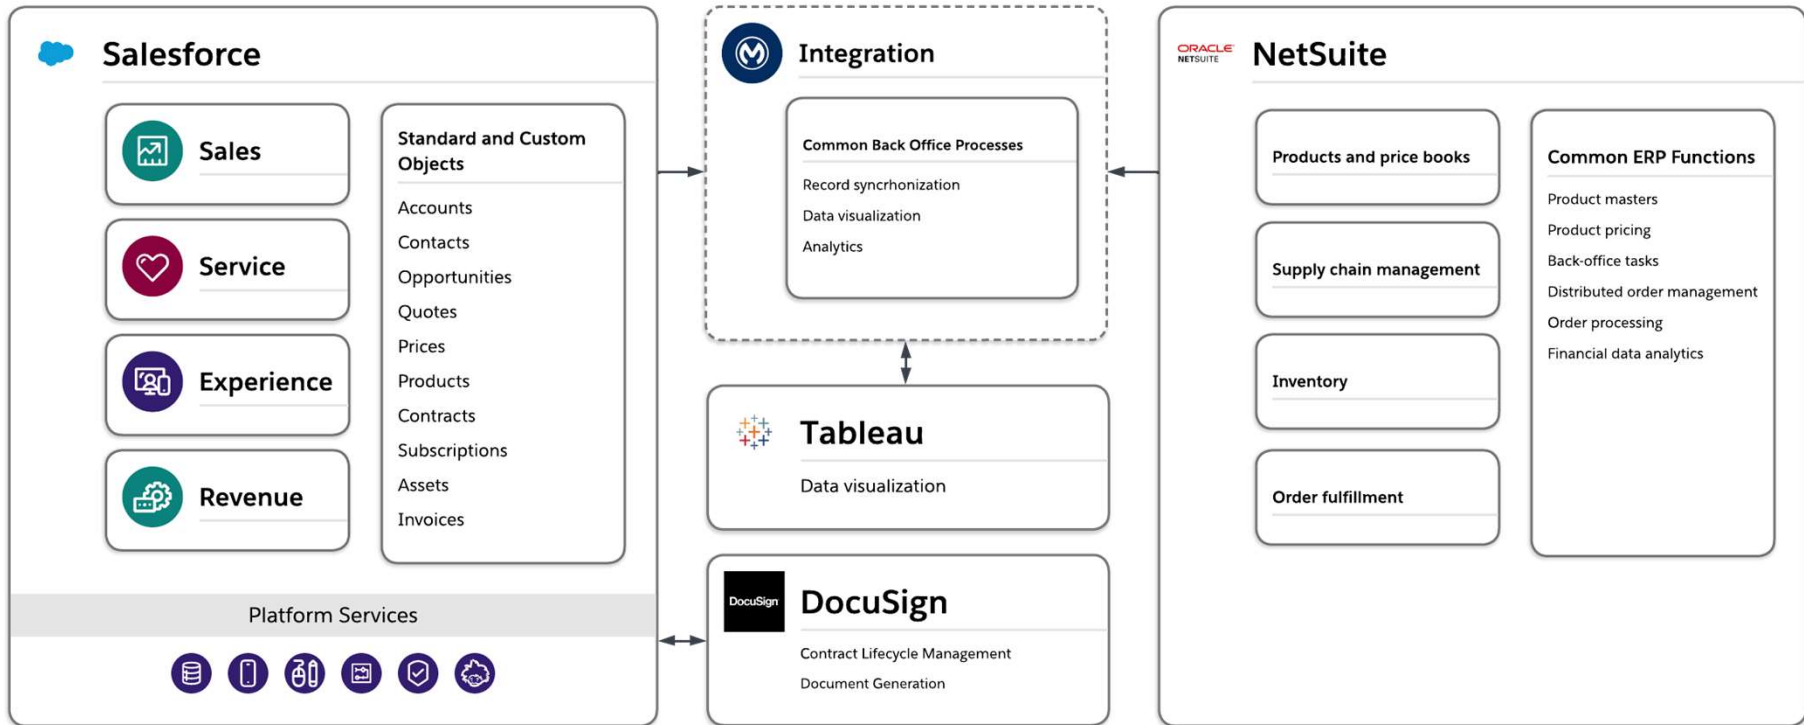 Salesforce
Sales
Service
Experience
Revenue
Standard and Custom
Objects
Accounts
Contacts
Opportunities
Quotes
Prices
Products
Contracts
Subscriptions
Assets
Invoices
Platform Services
Integration
Common Back Office Processes
Record syncrhonization
Data visualization
Analytics
Tableau
Data visualization
DocuSign
DocuSign
Contract Lifecycle Management
Document Generation
ORACLE
NETSUITE
NetSuite
Products and price books
Supply chain management
Inventory
Order fulfillment
Common ERP Functions
Product masters
Product pricing
Back-office tasks
Distributed order management
Order processing
Financial data analytics